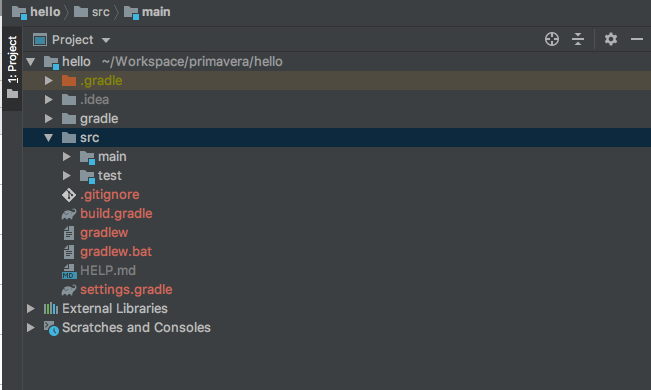 hello src main
Project
1: Project
hello ~/Workspace/primavera/hello
.gradle
.idea
gradle
src
main
test
.gitignore
build.gradle
gradlew
gradlew.bat
MD HELP.md
settings.gradle
External Libraries
Scratches and Consoles